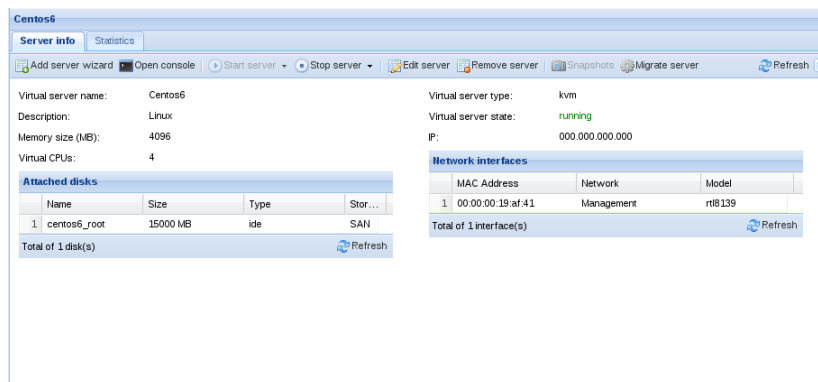 Centos6
Server info Statistics
Add server wizard Open console Start server Stop server Edit server Remove server Snapshots Migrate server Refresh
Virtual server name: Centos6 Virtual server type: kvm
Description: Linux Virtual server state: running
Memory size (MB): 4096 IP: 000.000.000.000
Virtual CPUs: 4
Network interfaces
Attached disks
MAC Address Network Model
Name Size Type Stor...
1 00:00:00:19:af:41 Management rtl8139
1 centos6_root 15000 MB ide SAN
Total of 1 interface(s) Refresh
Total of 1 disk(s) Refresh